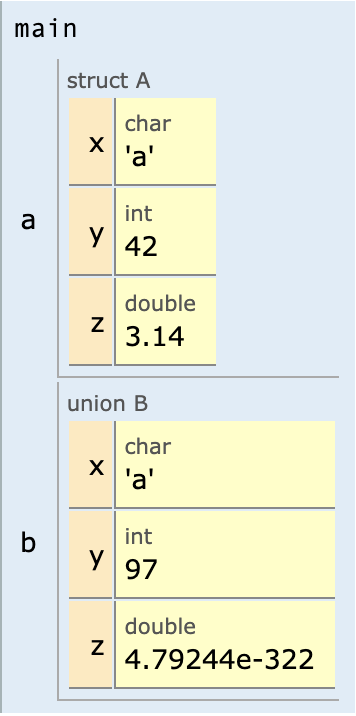 main
a
struct A
x
char
'a'
y
int
42
z
double
3.14
b
union B
x
char
'a'
y
int
97
z
double
4.79244e-322